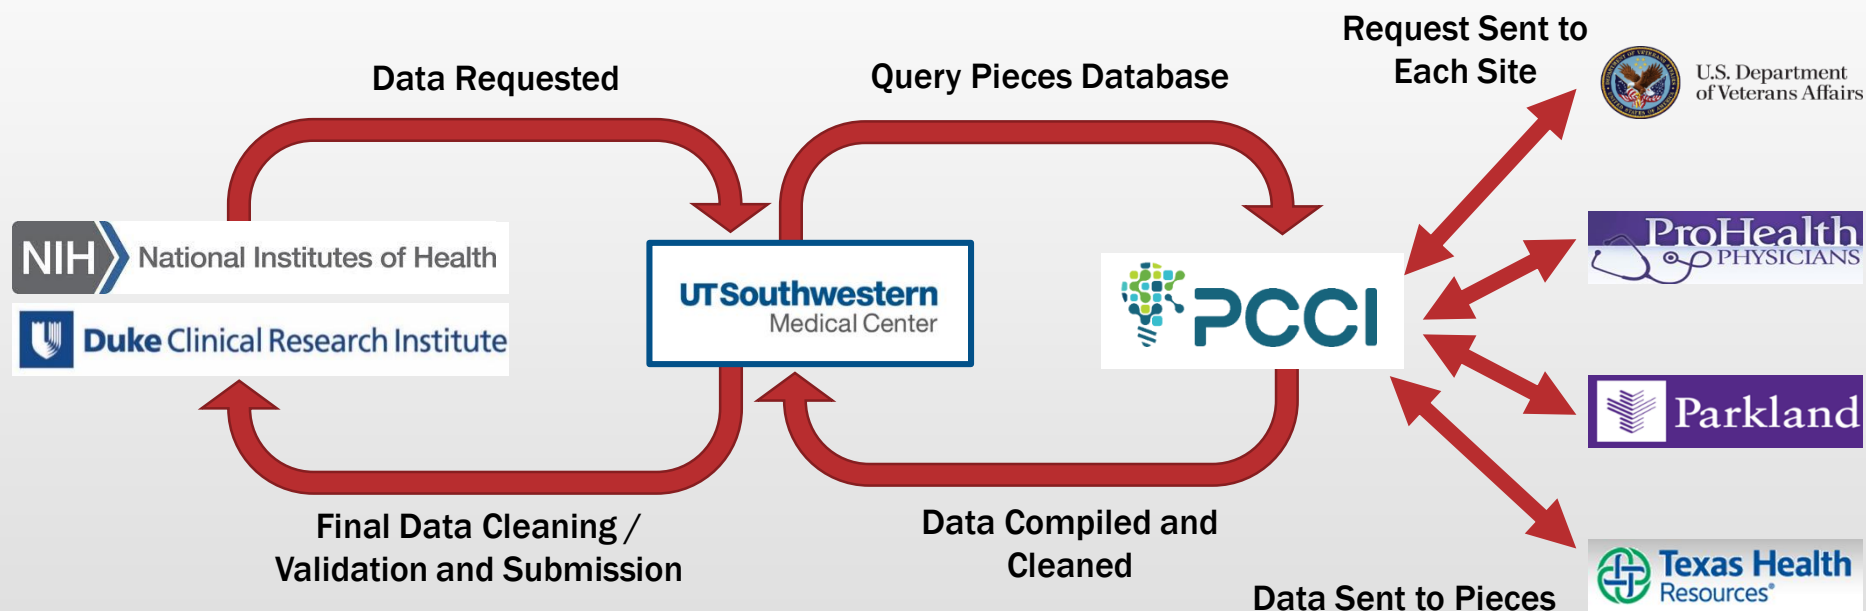 Request Sent to
Each Site
Data Requested
Query Pieces Database
U.S. Department
of Veterans Affairs
NIH National Institutes of Health
Duke Clinical Research Institute
UTSouthwestern
Medical Center
PCCI
ProHealth
PHYSICIANS
Parkland
Texas Health
Resources®
Final Data Cleaning /
Validation and Submission
Data Compiled and
Cleaned
Data Sent to Pieces